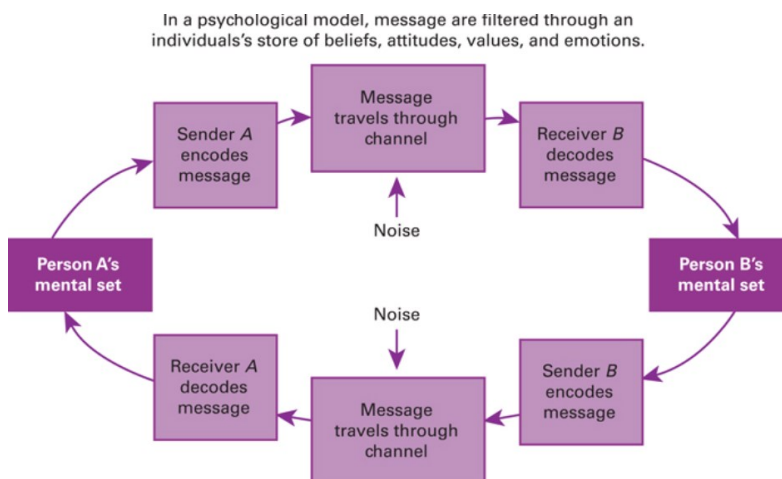 In a psychological model, message are filtered through an
individuals's store of beliefs, attitudes, values, and emotions.
Message
travels through
channel
Sender A
encodes
message
Receiver B
decodes
message
Noise
Person A's
mental set
Person B's
mental set
Noise
Receiver A
decodes
message
Sender B
encodes
message
Message
travels through
channel